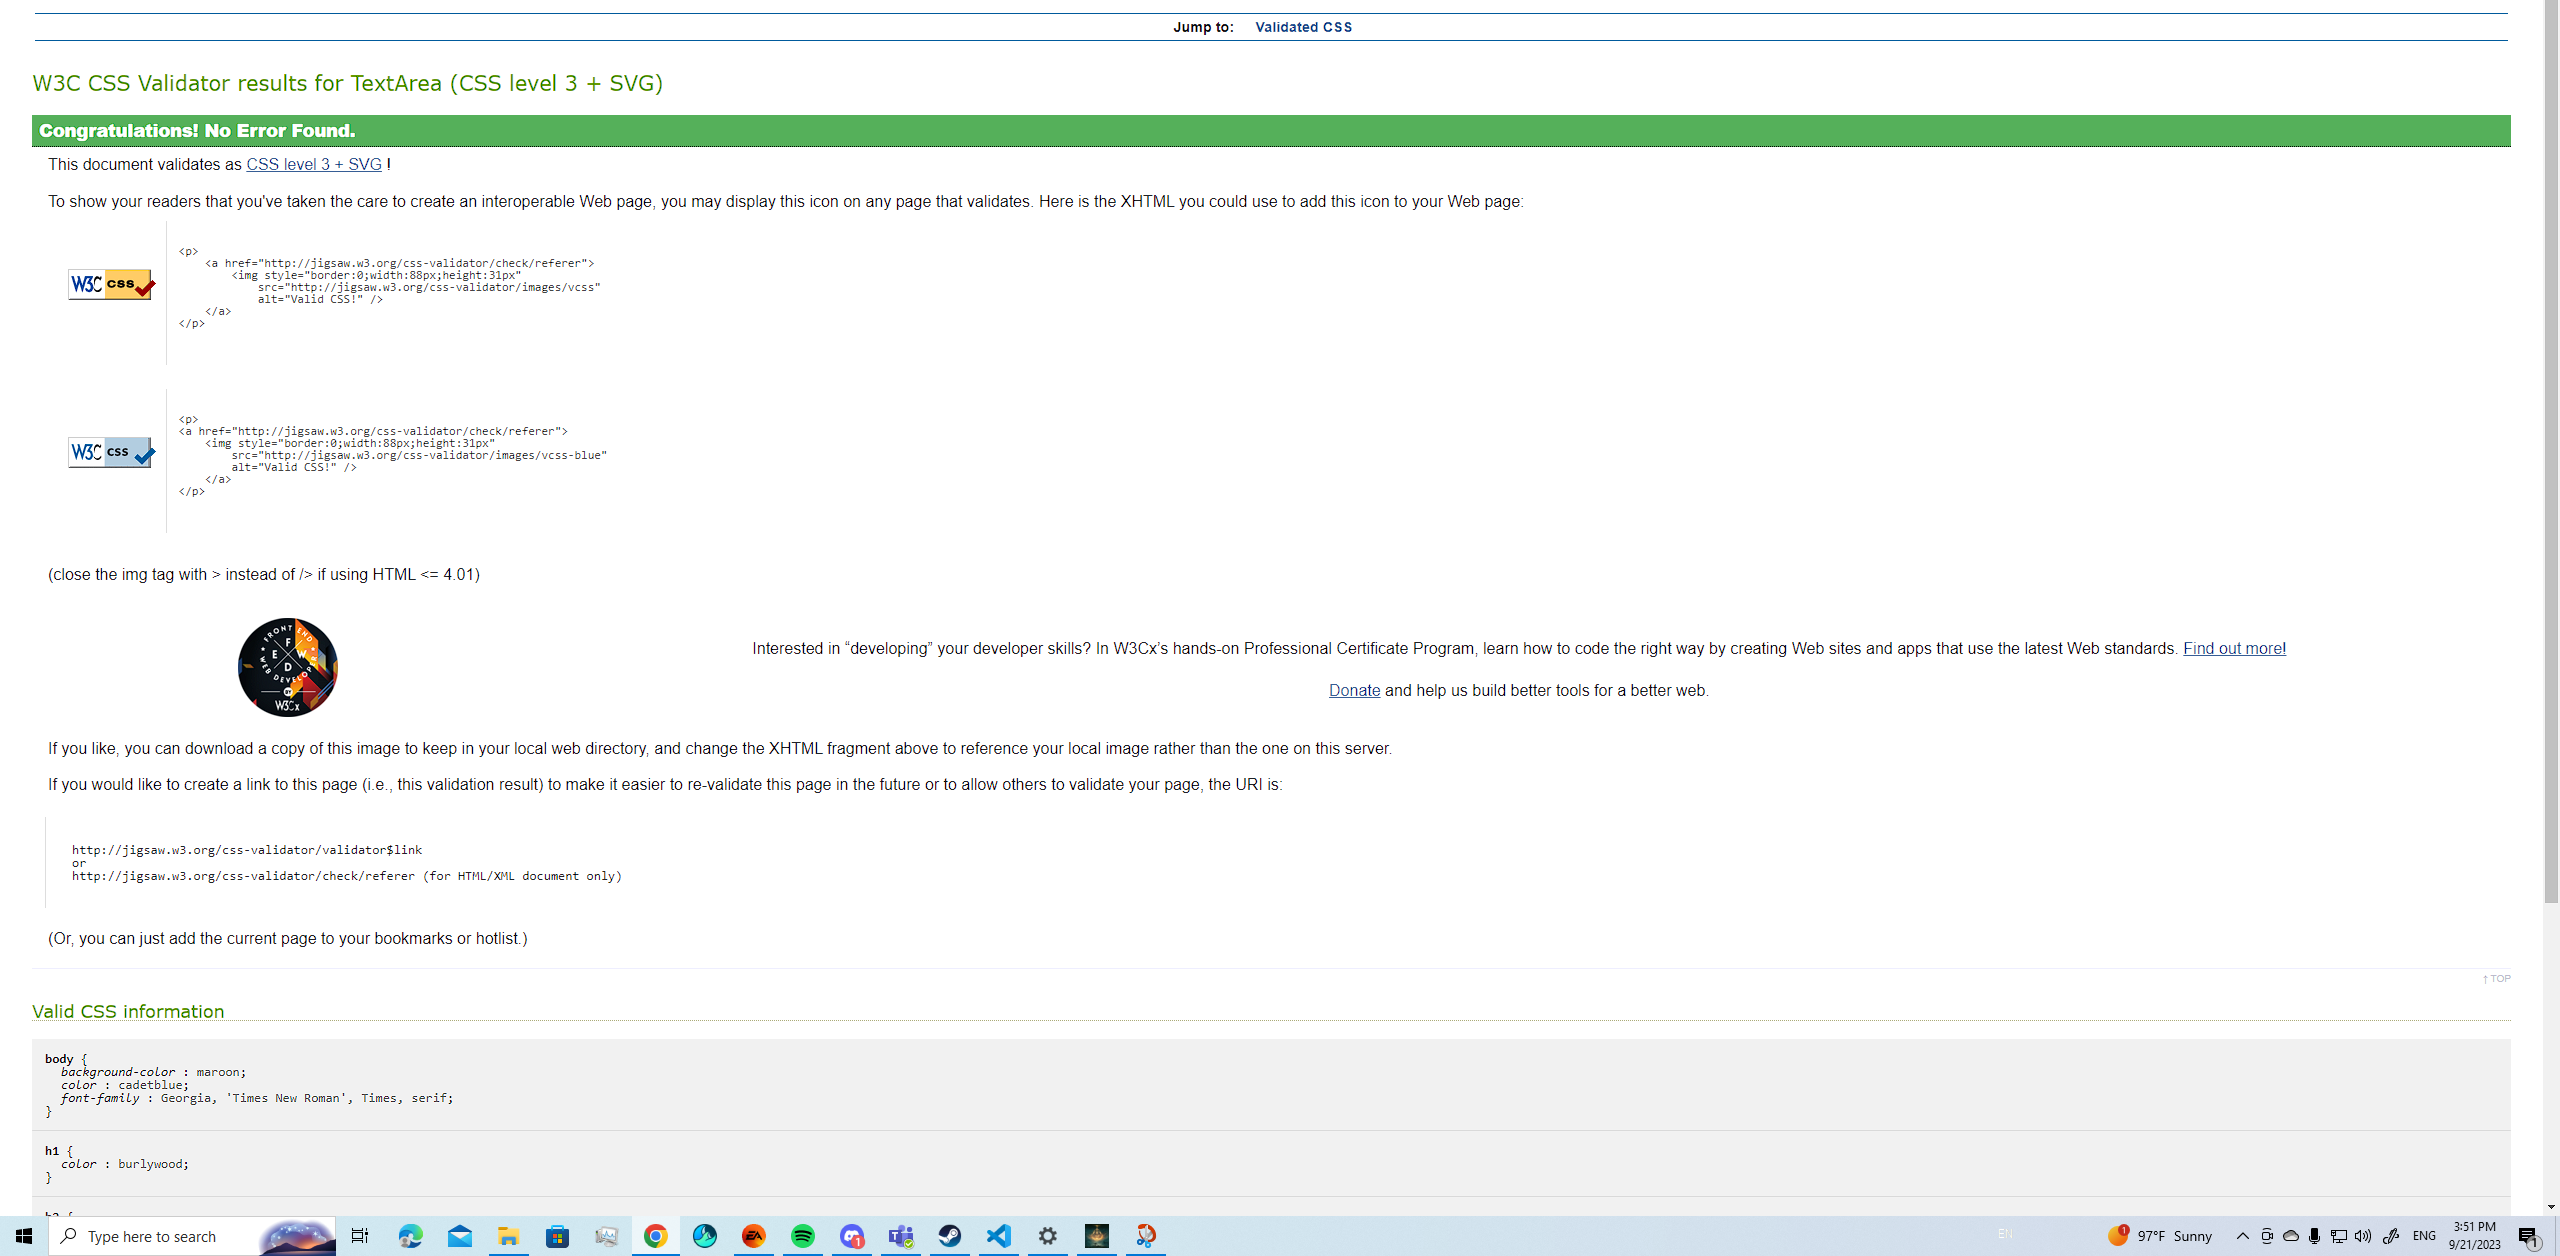 Jump to: Validated CSS
W3C CSS Validator results for TextArea (CSS level 3 + SVG)
Congratulations! No Error Found.
This document validates as CSS level 3 + SVG !
To show your readers that you've taken the care to create an interoperable Web page, you may display this icon on any page that validates. Here is the XHTML you could use to add this icon to your Web page:
W3C css
<p>
<a href="http://jigsaw.w3.org/css-validator/check/referer">
<img style="border:0;width:88px;height:31px"
src="http://jigsaw.w3.org/css-validator/images/vcss"
alt="Valid CSS!" />
</a>
</p>
W3C css
<p>
<a href="http://jigsaw.w3.org/css-validator/check/referer">
<img style="border:0;width:88px;height:31px"
src="http://jigsaw.w3.org/css-validator/images/vcss-blue"
alt="Valid CSS!" />
</a>
</p>
(close the img tag with > instead of /> if using HTML <= 4.01)
FRONT END
F E W D
WEB DEVELOPER
BY
W3Cx
Interested in “developing” your developer skills? In W3Cx’s hands-on Professional Certificate Program, learn how to code the right way by creating Web sites and apps that use the latest Web standards. Find out more!
Donate and help us build better tools for a better web.
If you like, you can download a copy of this image to keep in your local web directory, and change the XHTML fragment above to reference your local image rather than the one on this server.
If you would like to create a link to this page (i.e., this validation result) to make it easier to re-validate this page in the future or to allow others to validate your page, the URI is:
http://jigsaw.w3.org/css-validator/validator$link
or
http://jigsaw.w3.org/css-validator/check/referer (for HTML/XML document only)
(Or, you can just add the current page to your bookmarks or hotlist.)
↑ TOP
Valid CSS information
body {
background-color : maroon;
color : cadetblue;
font-family : Georgia, 'Times New Roman', Times, serif;
}
h1 {
color : burlywood;
}
Type here to search
EA
1
T
EN
1
97°F Sunny
ENG
3:51 PM
9/21/2023
1